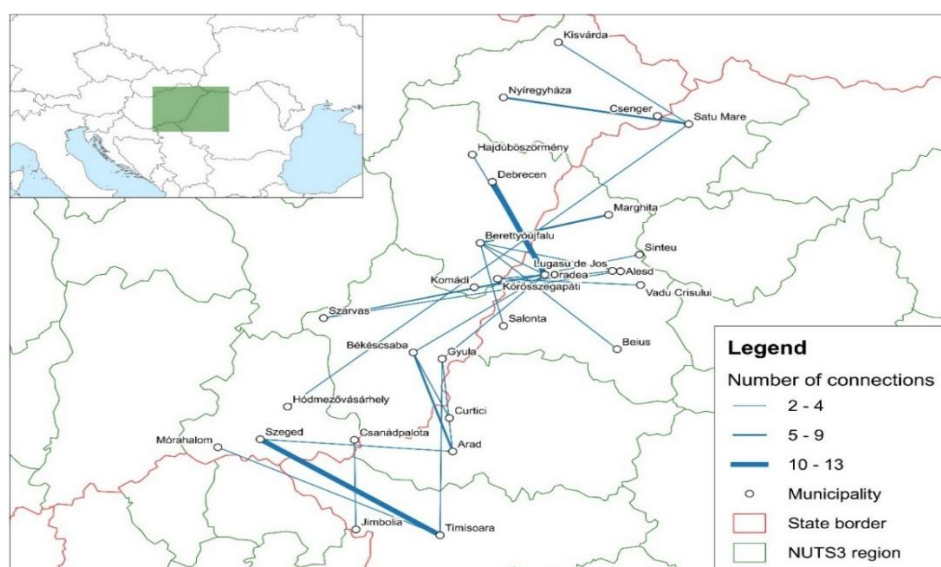 Kisvárda
Nyíregyháza
Csenger
Satu Mare
Hajdúböszörmény
Debrecen
Marghita
Berettyóújfalu
Sinteu
Lugasu de Jos
Komádi
Oradea
Alesd
Körösszegapáti
Vadu Crisului
Szarvas
Salonta
Békéscsaba
Gyula
Beius
Hódmezővásárhely
Curtici
Szeged
Csanádpalota
Mórahalom
Arad
Jimbolia
Timisoara
Legend
Number of connections
2 - 4
5 - 9
10 - 13
Municipality
State border
NUTS3 region